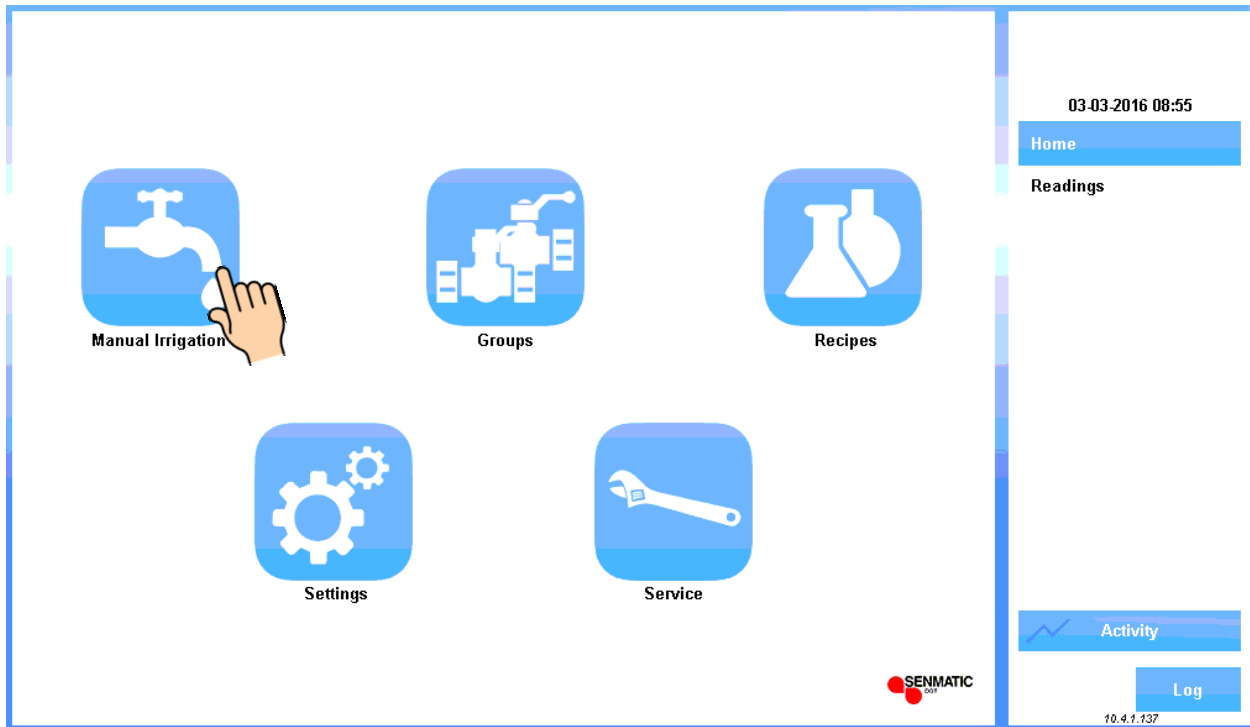 03-03-2016 08:55
Home
Readings
Manual Irrigation
Groups
Recipes
Settings
Service
SENMATIC
DGT
Activity
Log
10.4.1.137